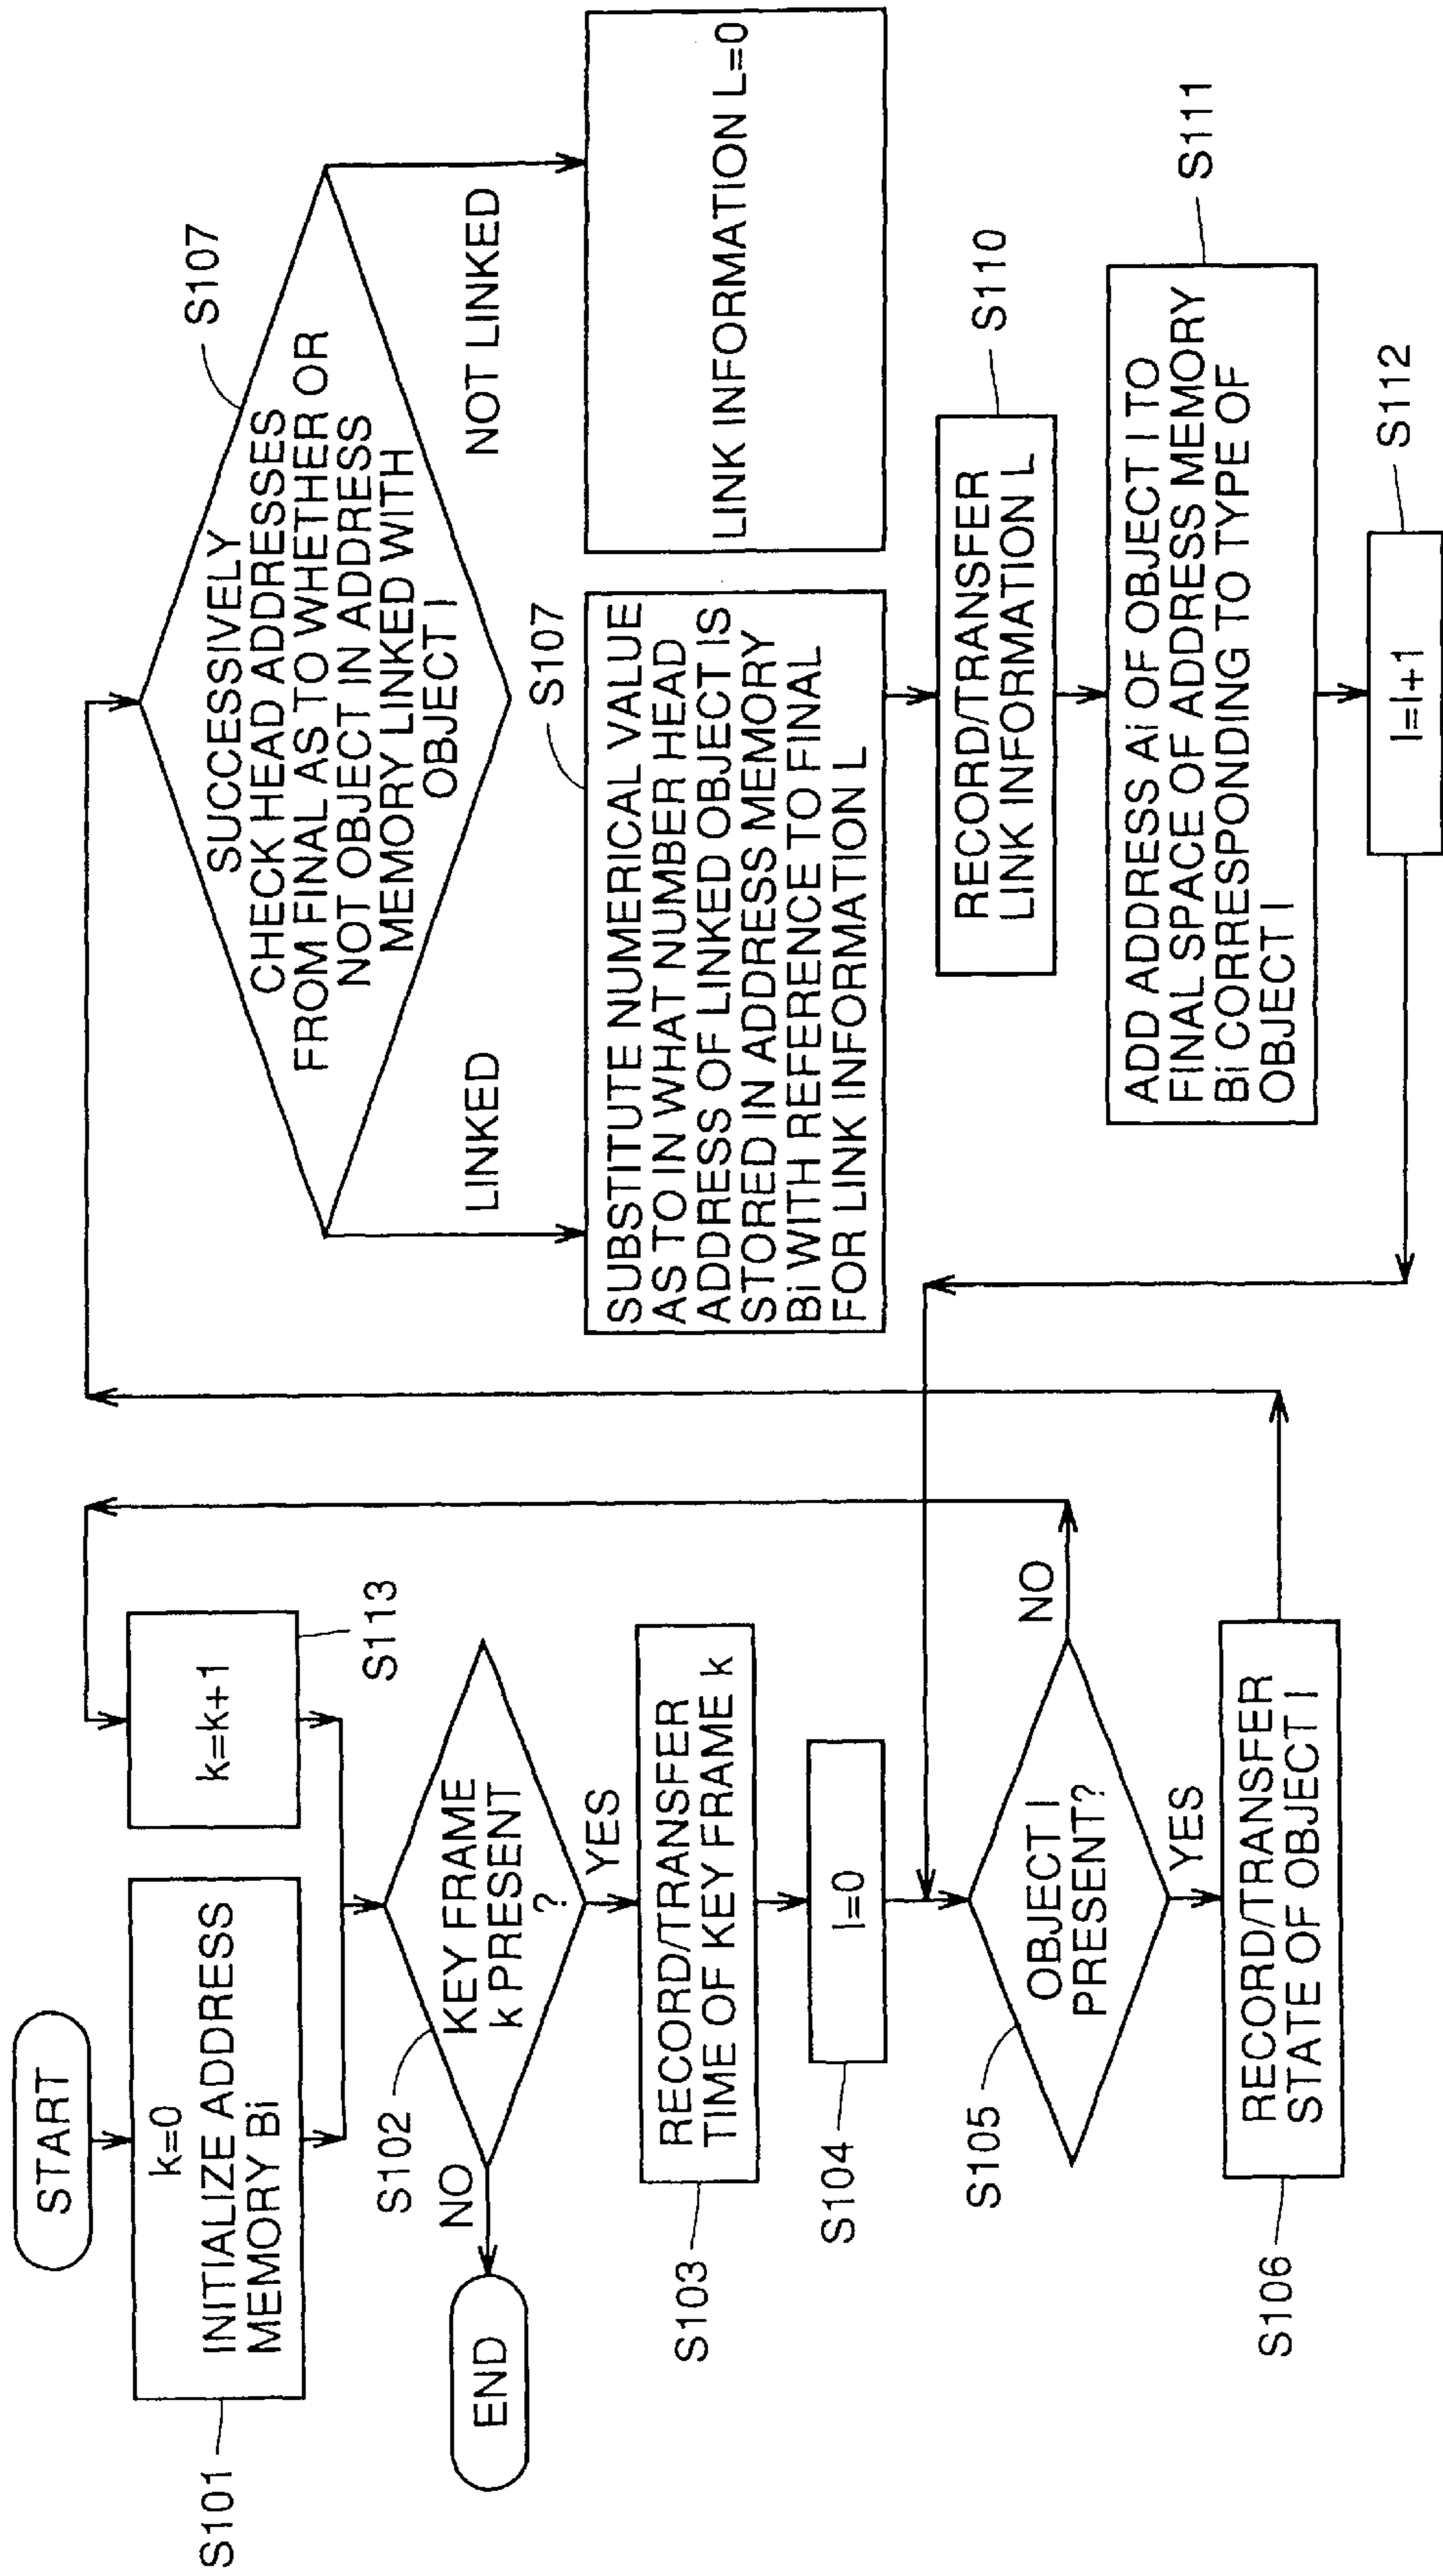 START
k=0
INITIALIZE ADDRESS
MEMORY Bi
S101
k=k+1
S113
KEY FRAME
k PRESENT
?
S102
NO
END
YES
RECORD/TRANSFER
TIME OF KEY FRAME k
S103
I=0
S104
OBJECT I
PRESENT?
S105
NO
YES
RECORD/TRANSFER
STATE OF OBJECT I
S106
SUCCESSIVELY
CHECK HEAD ADDRESSES
FROM FINAL AS TO WHETHER OR
NOT OBJECT IN ADDRESS
MEMORY LINKED WITH
OBJECT I
S107
LINKED
NOT LINKED
SUBSTITUTE NUMERICAL VALUE
AS TO IN WHAT NUMBER HEAD
ADDRESS OF LINKED OBJECT IS
STORED IN ADDRESS MEMORY
Bi WITH REFERENCE TO FINAL
FOR LINK INFORMATION L
S107
LINK INFORMATION L=0
RECORD/TRANSFER
LINK INFORMATION L
S110
ADD ADDRESS Ai OF OBJECT I TO
FINAL SPACE OF ADDRESS MEMORY
Bi CORRESPONDING TO TYPE OF
OBJECT I
S111
I=I+1
S112